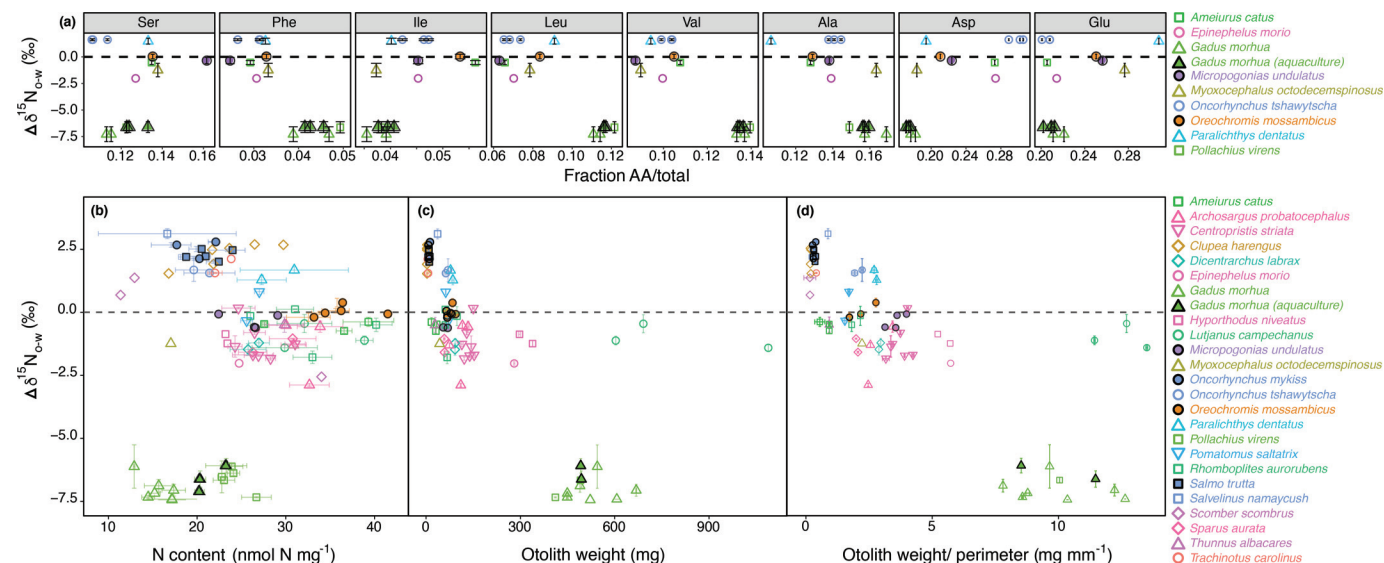 (a)
Ser Phe Ile Leu Val Ala Asp Glu
Δ δ¹⁵N o-w (‰)
0.0
−2.5
−5.0
−7.5
0.12 0.14 0.16 0.03 0.04 0.05 0.04 0.05 0.06 0.08 0.10 0.12 0.10 0.12 0.14 0.12 0.14 0.16 0.20 0.24 0.28 0.20 0.24 0.28
Fraction AA/total
Ameiurus catus
Epinephelus morio
Gadus morhua
Gadus morhua (aquaculture)
Micropogonias undulatus
Myoxocephalus octodecemspinosus
Oncorhynchus tshawytscha
Oreochromis mossambicus
Paralichthys dentatus
Pollachius virens
(b) (c) (d)
Δ δ¹⁵N o-w (‰)
2.5
0.0
−2.5
−5.0
−7.5
10 20 30 40
N content (nmol N mg⁻¹)
0 300 600 900
Otolith weight (mg)
0 5 10
Otolith weight/ perimeter (mg mm⁻¹)
Ameiurus catus
Archosargus probatocephalus
Centropristis striata
Clupea harengus
Dicentrarchus labrax
Epinephelus morio
Gadus morhua
Gadus morhua (aquaculture)
Hyporthodus niveatus
Lutjanus campechanus
Micropogonias undulatus
Myxocephalus octodecemspinosus
Oncorhynchus mykiss
Oncorhynchus tshawytscha
Oreochromis mossambicus
Paralichthys dentatus
Pollachius virens
Pomatomus saltatrix
Rhomboplites aurorubens
Salmo trutta
Salvelinus namaycush
Scomber scombrus
Sparus aurata
Thunnus albacares
Trachinotus carolinus